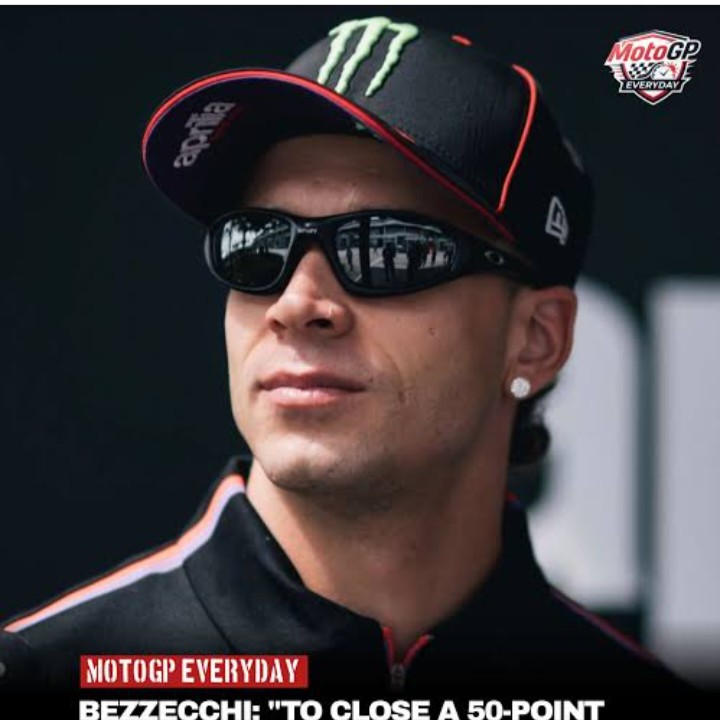 MotoGP
EVERYDAY
aprilia
MOTOGP EVERYDAY
BEZZECCHI: "TO CLOSE A 50-POINT